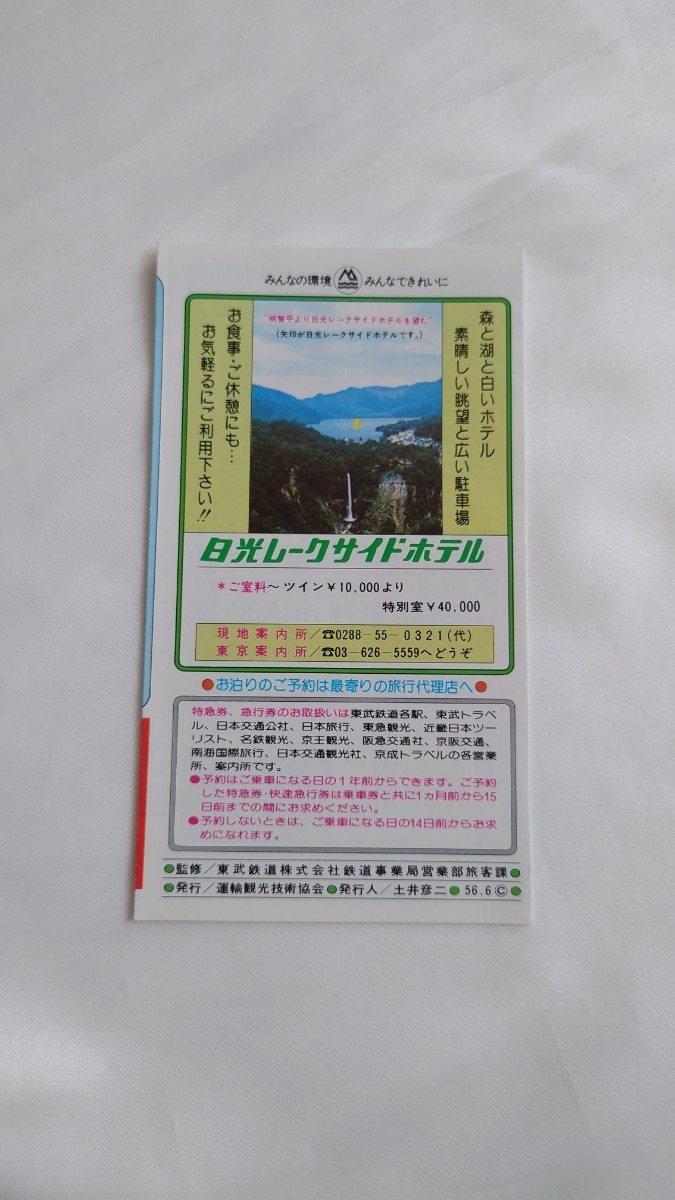 みんなの環境 みんなできれいに
森と湖と白いホテル
素晴しい眺望と広い駐車場
"明智平より日光レークサイドホテルを望む"
(矢印が日光レークサイドホテルです。)
お食事・ご休憩にも…
お気軽るにご利用下さい!!
日光レークサイドホテル
*ご室料～ツイン￥10,000より
特別室￥40,000
現地案内所/☎0288-55-0321(代)
東京案内所/☎03-626-5559へどうぞ
●お泊りのご予約は最寄りの旅行代理店へ●
特急券、急行券のお取扱いは東武鉄道各駅、東武トラベ
ル、日本交通公社、日本旅行、東急観光、近畿日本ツー
リスト、名鉄観光、京王観光、阪急交通社、京阪交通、
南海国際旅行、日本交通観光社、京成トラベルの各営業
所、案内所です。
●予約はご乗車になる日の1年前からできます。ご予約
した特急券・快速急行券は乗車券と共に1ヵ月前から15
日前までの間にお求めください。
●予約しないときは、ご乗車になる日の14日前からお求
めになれます。
●監修/東武鉄道株式会社鉄道事業局営業部旅客課●
●発行/運輸観光技術協会●発行人/土井彦二●56.6©●